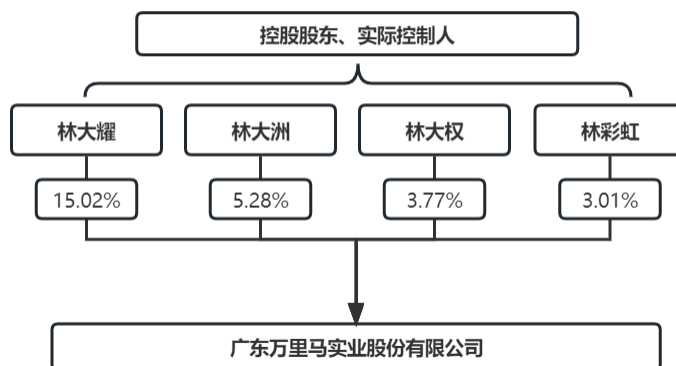 控股股东、实际控制人
林大耀 林大洲 林大权 林彩虹
15.02% 5.28% 3.77% 3.01%
广东万里马实业股份有限公司